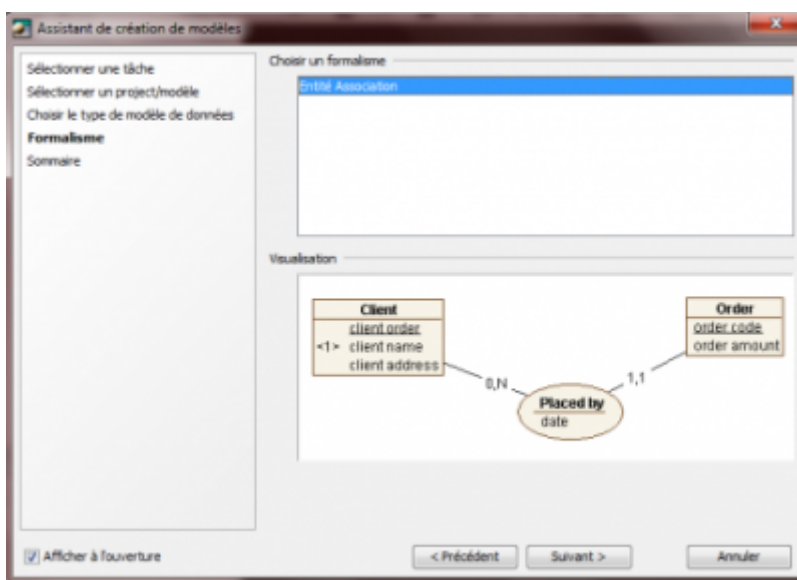 Assistant de création de modèles
Sélectionner une tâche
Sélectionner un project/modèle
Choisir le type de modèle de données
Formalisme
Sommaire
Choisir un formalisme
Entité Association
Visualisation
Client
client order
<1> client name
client address
Order
order code
order amount
0,N
1,1
Placed by
date
Afficher à l'ouverture
< Précédent
Suivant >
Annuler